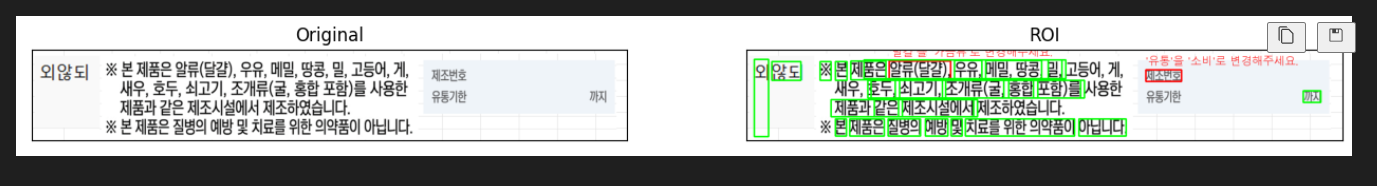 Original
외않되
※ 본 제품은 알류(달걀), 우유, 메밀, 땅콩, 밀, 고등어, 게,
새우, 호두, 쇠고기, 조개류(굴, 홍합 포함)를 사용한
제품과 같은 제조시설에서 제조하였습니다.
※ 본 제품은 질병의 예방 및 치료를 위한 의약품이 아닙니다.
제조번호
유통기한 까지
ROI
변경해주세요.
외않되
※ 본 제품은 알류(달걀), 우유, 메밀, 땅콩, 밀, 고등어, 게,
새우, 호두, 쇠고기, 조개류(굴, 홍합 포함)를 사용한
제품과 같은 제조시설에서 제조하였습니다.
※ 본 제품은 질병의 예방 및 치료를 위한 의약품이 아닙니다.
'유통'을 '소비'로 변경해주세요.
제조번호
유통기한 까지